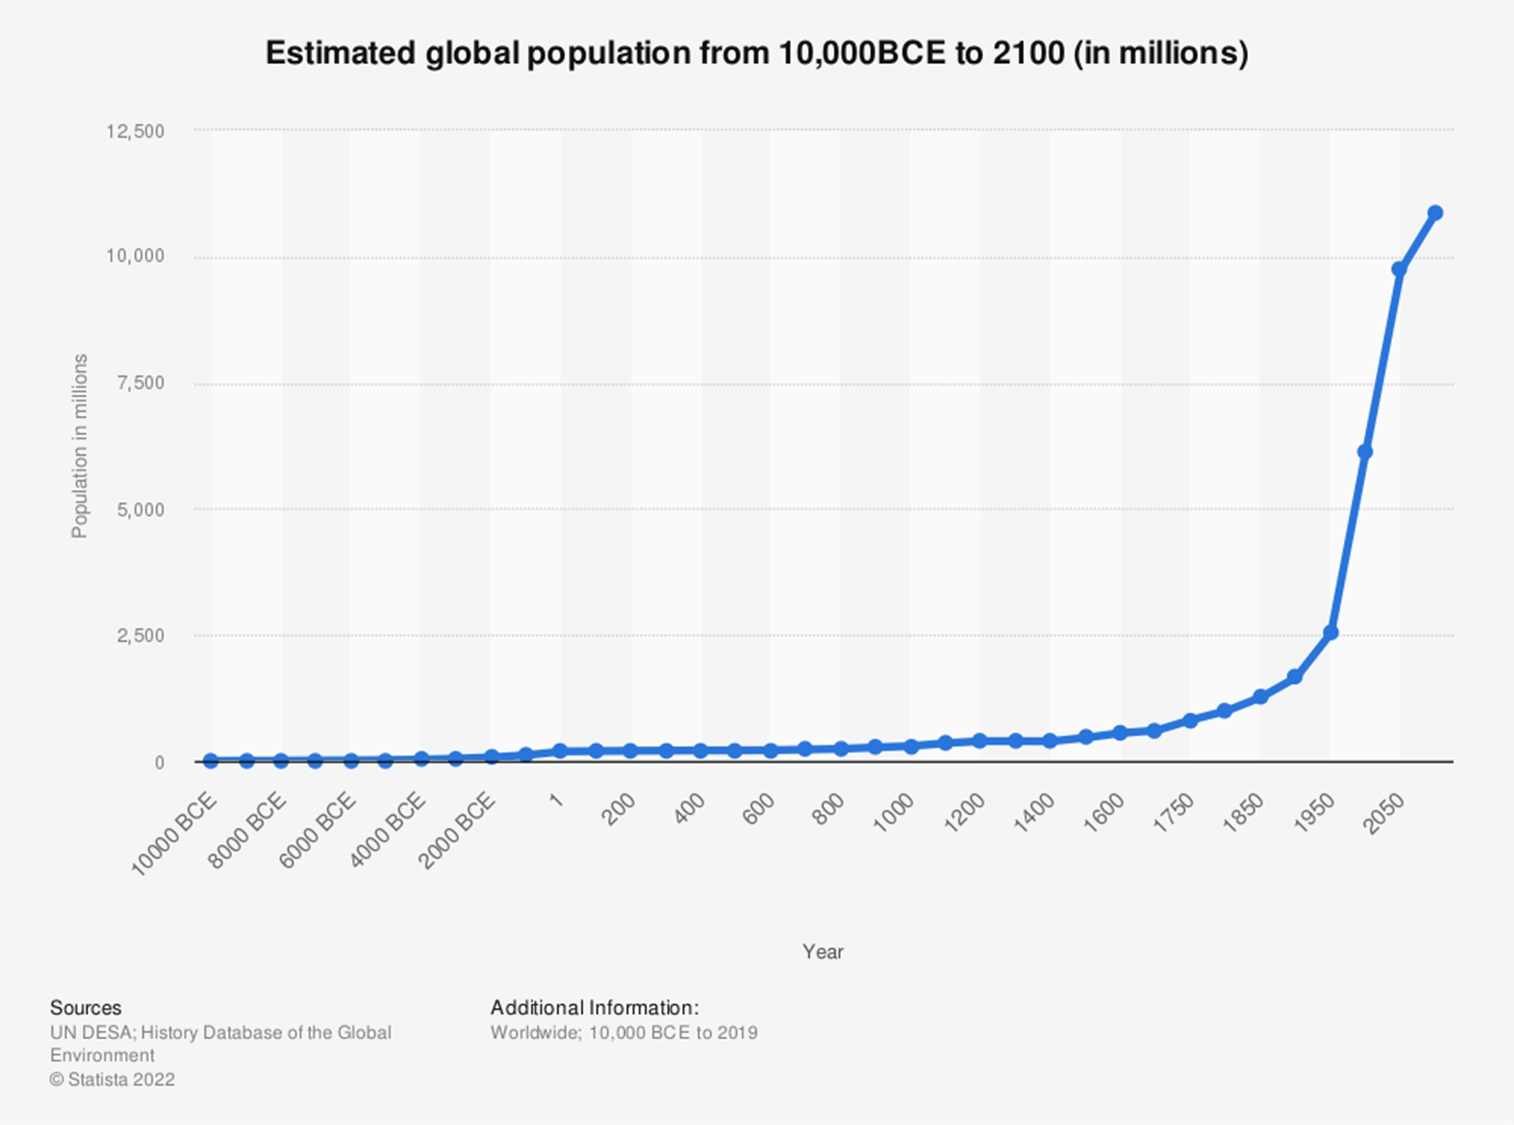 Estimated global population from 10,000BCE to 2100 (in millions)
12,500
10,000
7,500
5,000
2,500
0
Population in millions
10000 BCE
8000 BCE
6000 BCE
4000 BCE
2000 BCE
1
200
400
600
800
1000
1200
1400
1600
1750
1850
1950
2050
Year
Sources
UN DESA; History Database of the Global
Environment
© Statista 2022
Additional Information:
Worldwide; 10,000 BCE to 2019